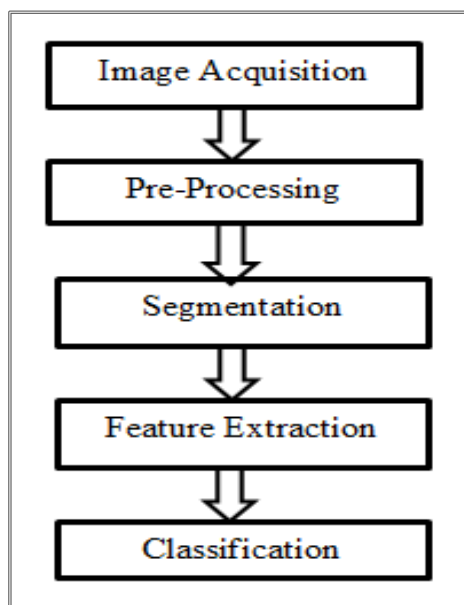 Image Acquisition
Pre-Processing
Segmentation
Feature Extraction
Classification